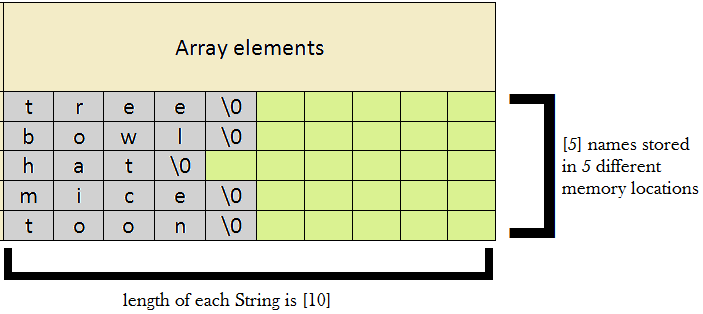 Array elements
t r e e \0
b o w l \0
h a t \0
m i c e \0
t o o n \0
[5] names stored
in 5 different
memory locations
length of each String is [10]